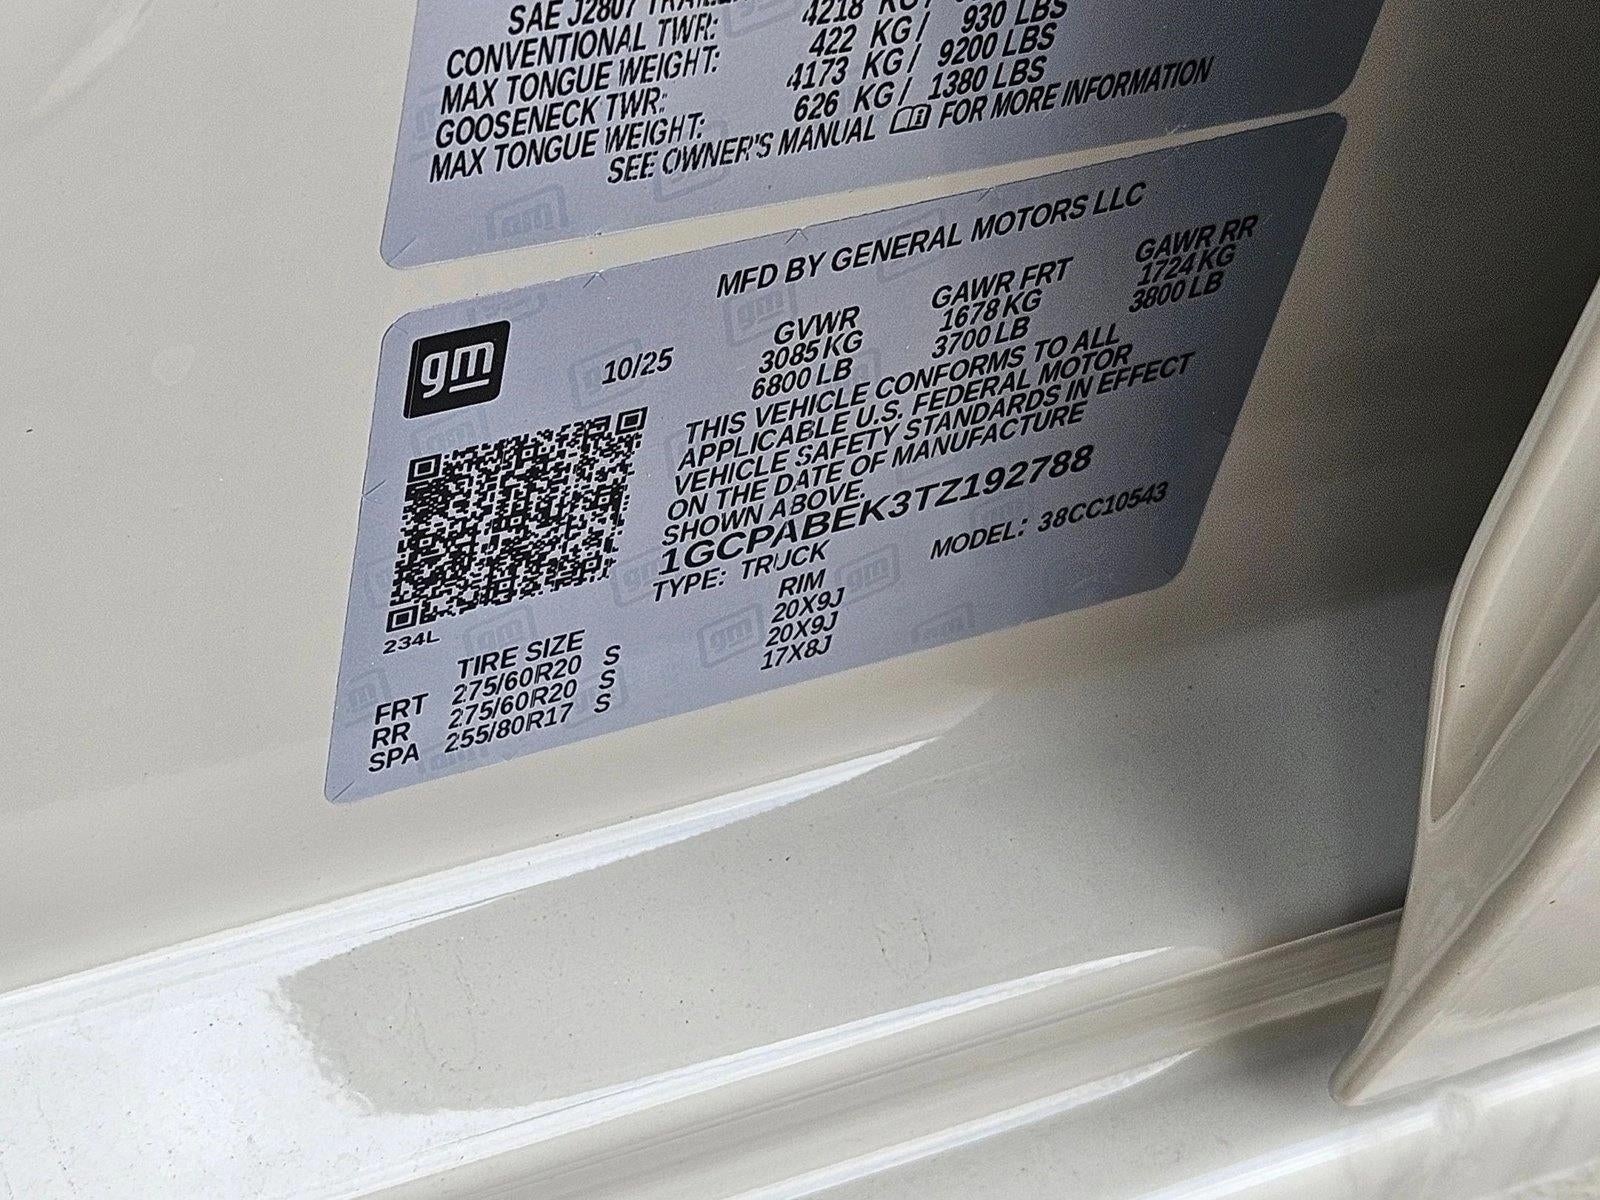 SAE J2807
CONVENTIONAL TWR: 4218 KG /
MAX TONGUE WEIGHT: 422 KG / 930 LBS
GOOSENECK TWR: 4173 KG / 9200 LBS
MAX TONGUE WEIGHT: 626 KG / 1380 LBS
SEE OWNER'S MANUAL FOR MORE INFORMATION
MFD BY GENERAL MOTORS LLC
gm
10/25
GVWR GAWR FRT GAWR RR
3085 KG 1678 KG 1724 KG
6800 LB 3700 LB 3800 LB
THIS VEHICLE CONFORMS TO ALL
APPLICABLE U.S. FEDERAL MOTOR
VEHICLE SAFETY STANDARDS IN EFFECT
ON THE DATE OF MANUFACTURE
SHOWN ABOVE.
1GCPABEK3TZ192788
TYPE: TRUCK MODEL: 38CC10543
234L
TIRE SIZE RIM
FRT 275/60R20 S 20X9J
RR 275/60R20 S 20X9J
SPA 255/80R17 S 17X8J